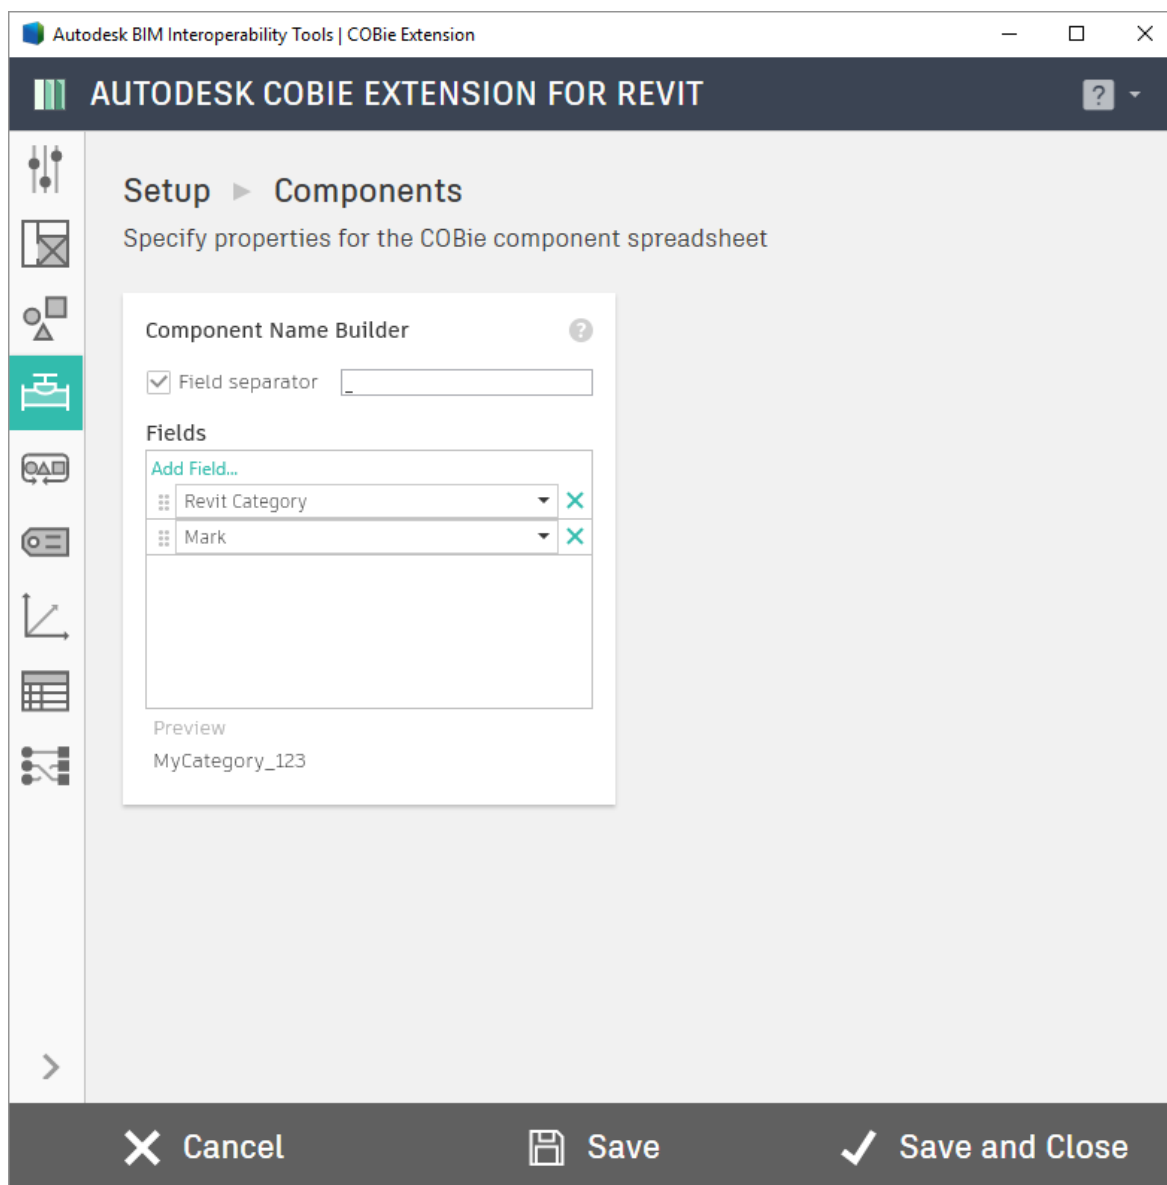 Autodesk BIM Interoperability Tools | COBie Extension
AUTODESK COBIE EXTENSION FOR REVIT
?
Setup ▶ Components
Specify properties for the COBie component spreadsheet
Component Name Builder
?
Field separator
_
Fields
Add Field...
Revit Category
Mark
Preview
MyCategory_123
Cancel
Save
Save and Close